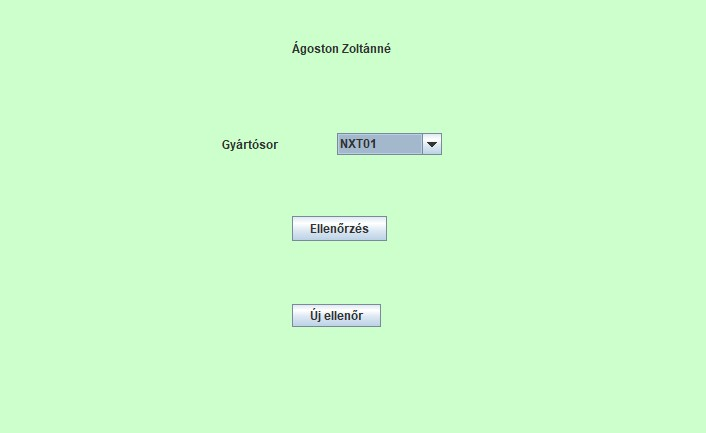 Ágoston Zoltánné
Gyártósor NXT01
Ellenőrzés
Új ellenőr